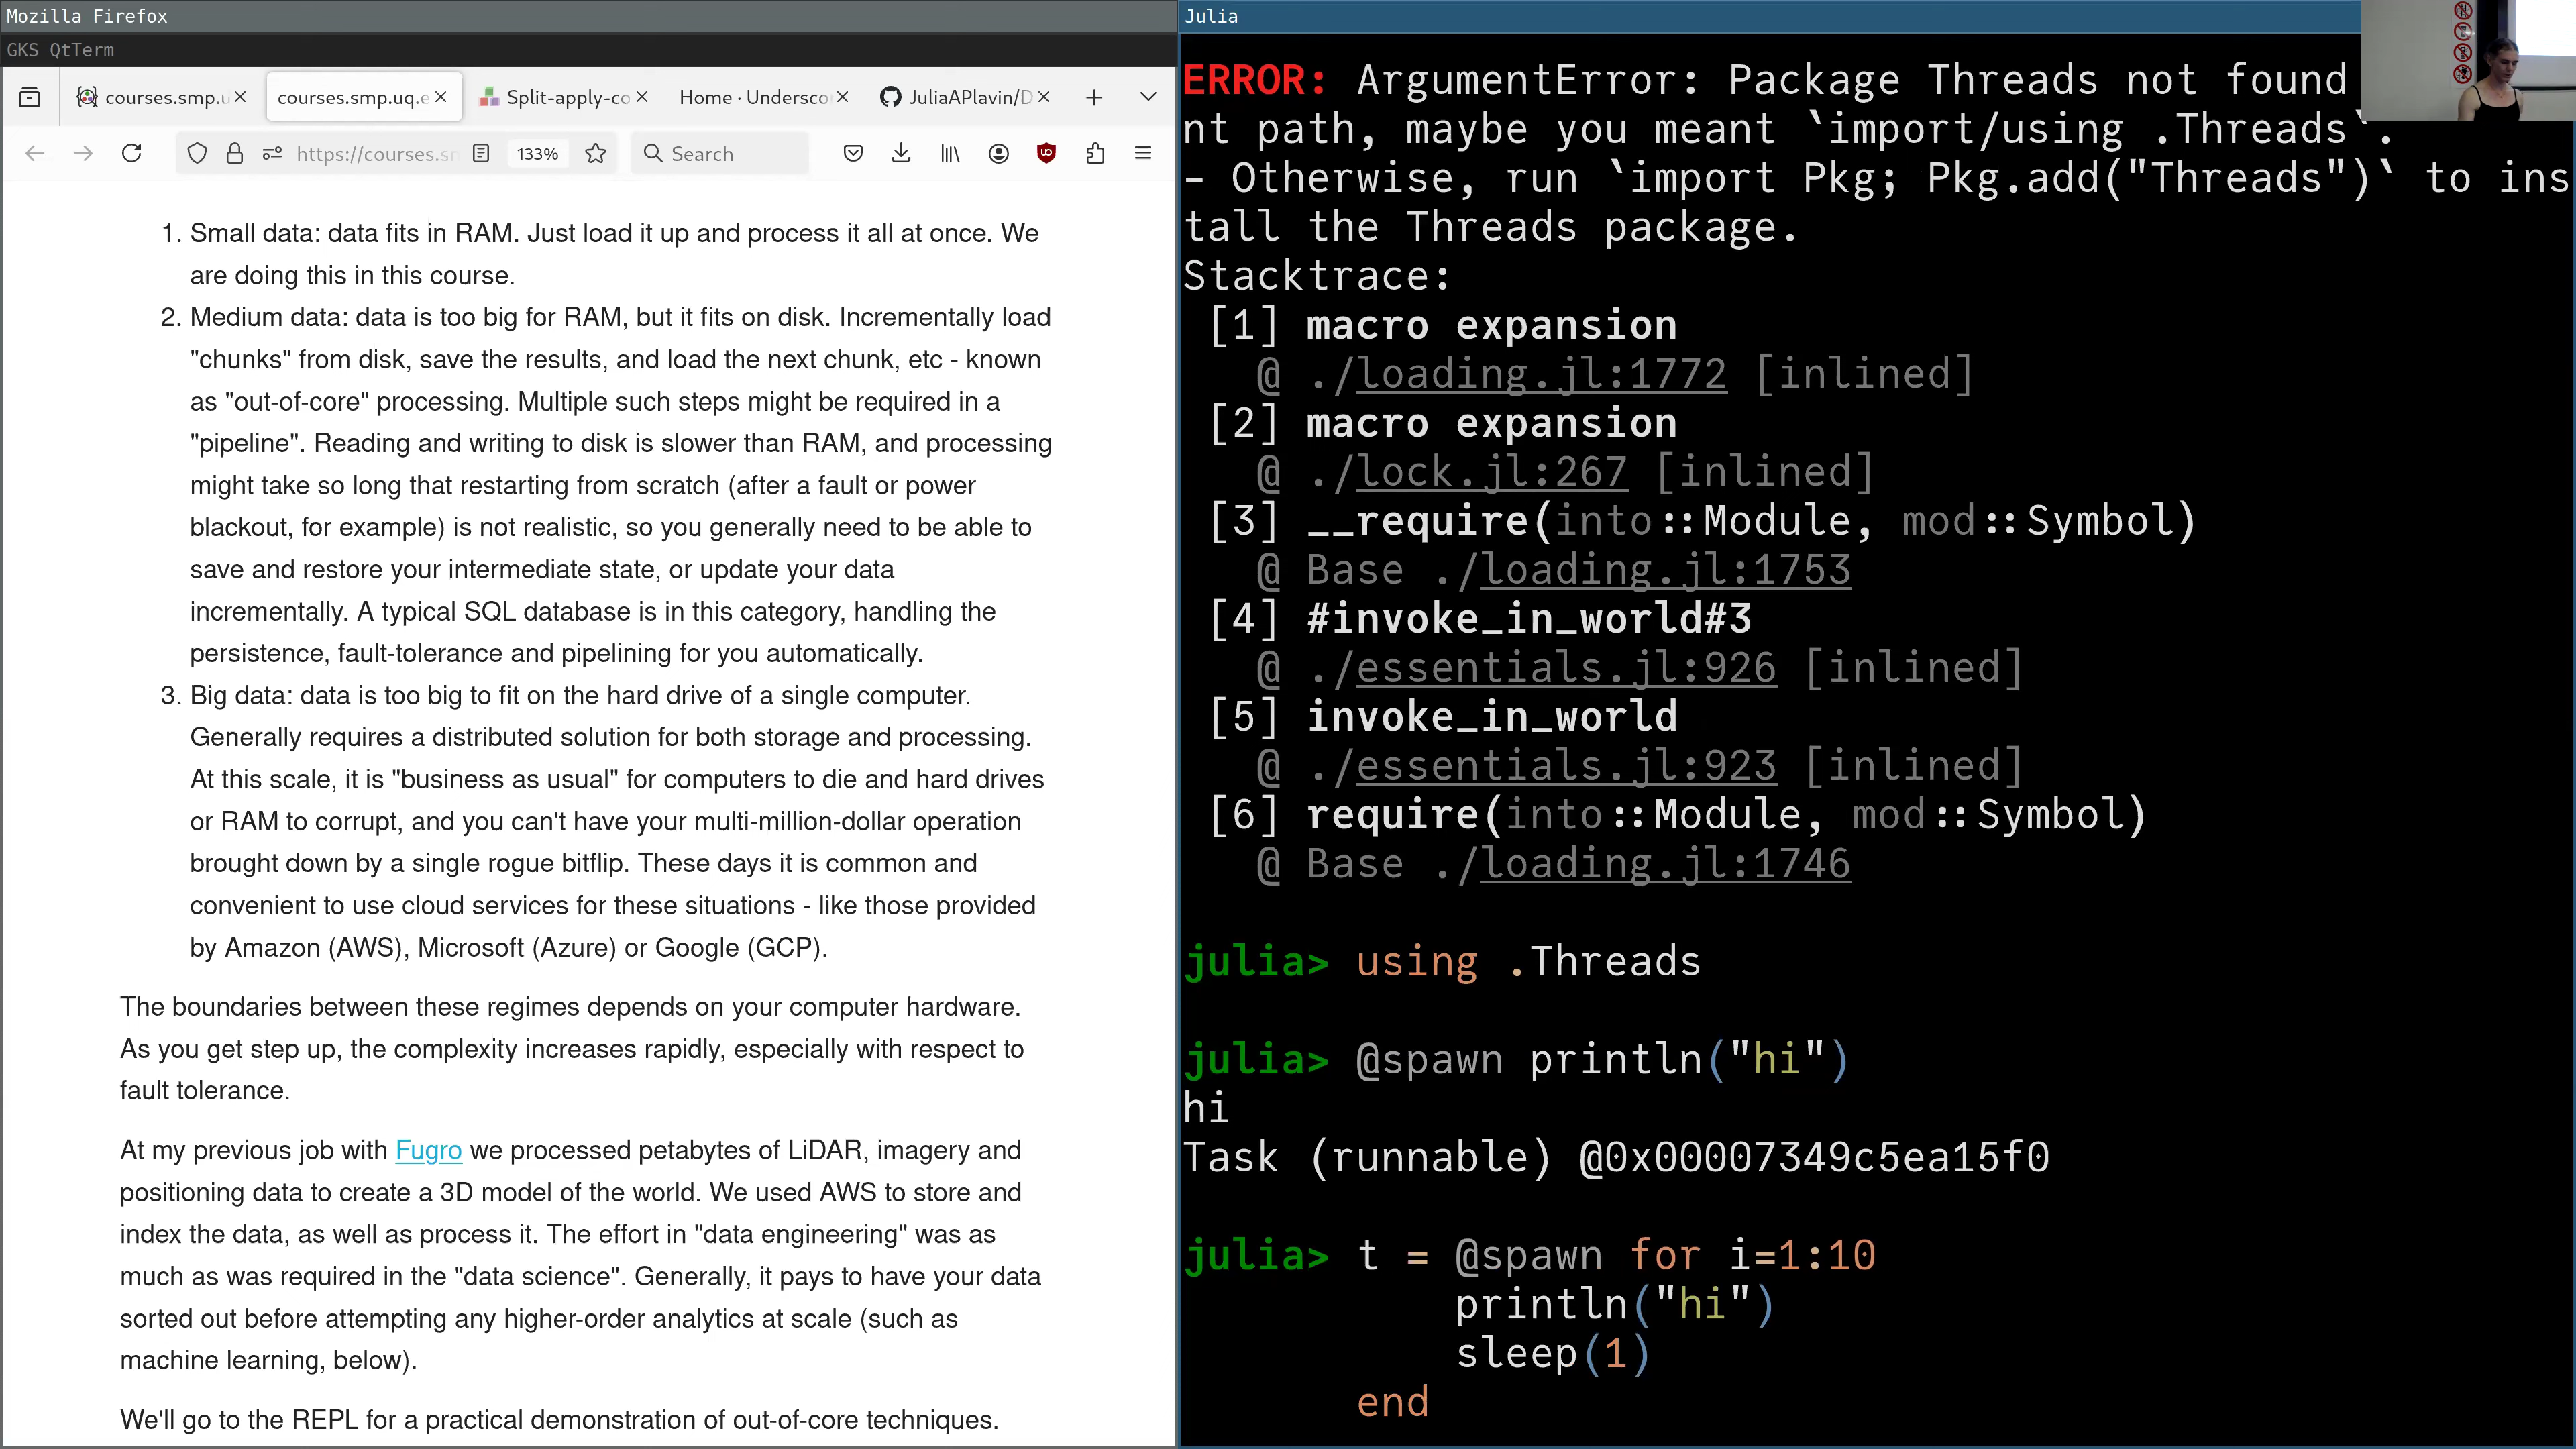 Mozilla Firefox
GKS QtTerm
courses.smp.u
courses.smp.uq.e
Split-apply-co
Home · Undersco
JuliaAPlavin/D
https://courses.sm
133%
Search
1. Small data: data fits in RAM. Just load it up and process it all at once. We
are doing this in this course.
2. Medium data: data is too big for RAM, but it fits on disk. Incrementally load
"chunks" from disk, save the results, and load the next chunk, etc - known
as "out-of-core" processing. Multiple such steps might be required in a
"pipeline". Reading and writing to disk is slower than RAM, and processing
might take so long that restarting from scratch (after a fault or power
blackout, for example) is not realistic, so you generally need to be able to
save and restore your intermediate state, or update your data
incrementally. A typical SQL database is in this category, handling the
persistence, fault-tolerance and pipelining for you automatically.
3. Big data: data is too big to fit on the hard drive of a single computer.
Generally requires a distributed solution for both storage and processing.
At this scale, it is "business as usual" for computers to die and hard drives
or RAM to corrupt, and you can't have your multi-million-dollar operation
brought down by a single rogue bitflip. These days it is common and
convenient to use cloud services for these situations - like those provided
by Amazon (AWS), Microsoft (Azure) or Google (GCP).
The boundaries between these regimes depends on your computer hardware.
As you get step up, the complexity increases rapidly, especially with respect to
fault tolerance.
At my previous job with Fugro we processed petabytes of LiDAR, imagery and
positioning data to create a 3D model of the world. We used AWS to store and
index the data, as well as process it. The effort in "data engineering" was as
much as was required in the "data science". Generally, it pays to have your data
sorted out before attempting any higher-order analytics at scale (such as
machine learning, below).
We'll go to the REPL for a practical demonstration of out-of-core techniques.
Julia
ERROR: ArgumentError: Package Threads not found
nt path, maybe you meant `import/using .Threads`.
- Otherwise, run `import Pkg; Pkg.add("Threads")` to ins
tall the Threads package.
Stacktrace:
[1] macro expansion
@ ./loading.jl:1772 [inlined]
[2] macro expansion
@ ./lock.jl:267 [inlined]
[3] __require(into::Module, mod::Symbol)
@ Base ./loading.jl:1753
[4] #invoke_in_world#3
@ ./essentials.jl:926 [inlined]
[5] invoke_in_world
@ ./essentials.jl:923 [inlined]
[6] require(into::Module, mod::Symbol)
@ Base ./loading.jl:1746
julia> using .Threads
julia> @spawn println("hi")
hi
Task (runnable) @0x00007349c5ea15f0
julia> t = @spawn for i=1:10
println("hi")
sleep(1)
end